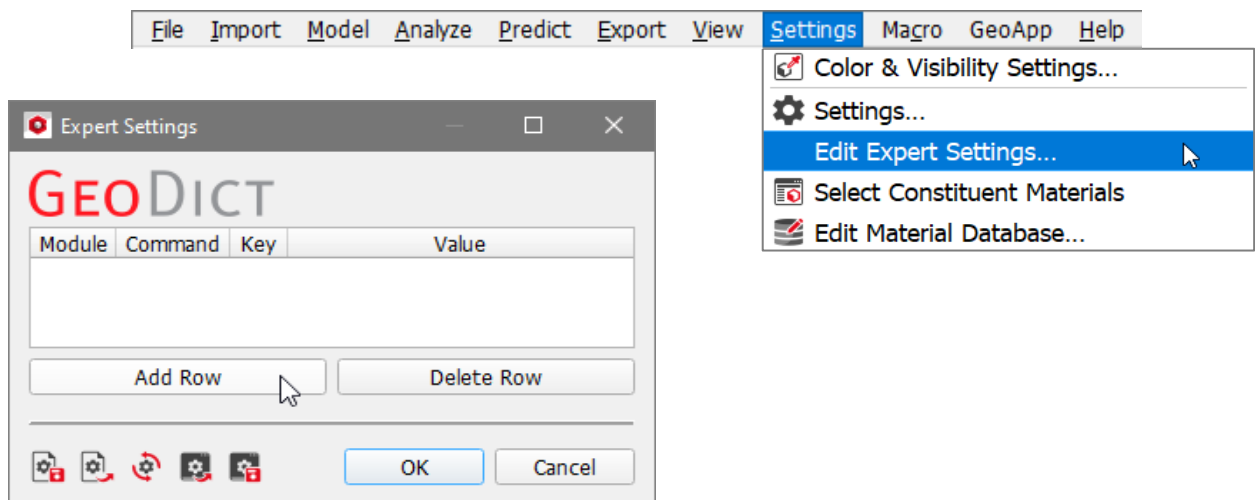 File Import Model Analyze Predict Export View Settings Macro GeoApp Help
Color & Visibility Settings...
Settings...
Edit Expert Settings...
Select Constituent Materials
Edit Material Database...
Expert Settings
GEODICT
Module Command Key Value
Add Row Delete Row
OK Cancel